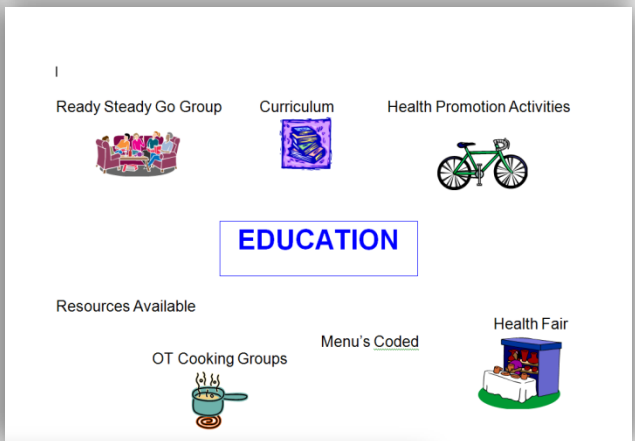 Ready Steady Go Group Curriculum Health Promotion Activities
EDUCATION
Resources Available
Health Fair
Menu's Coded
OT Cooking Groups